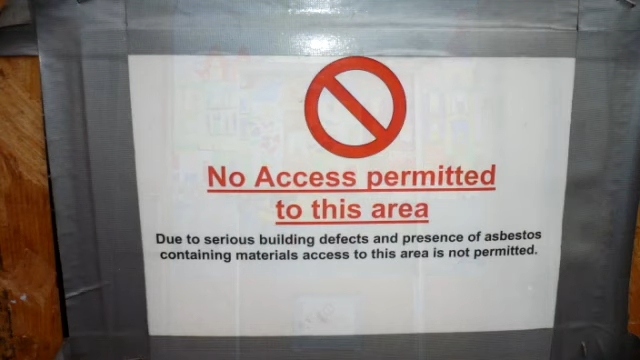 No Access permitted
to this area
Due to serious building defects and presence of asbestos
containing materials access to this area is not permitted.